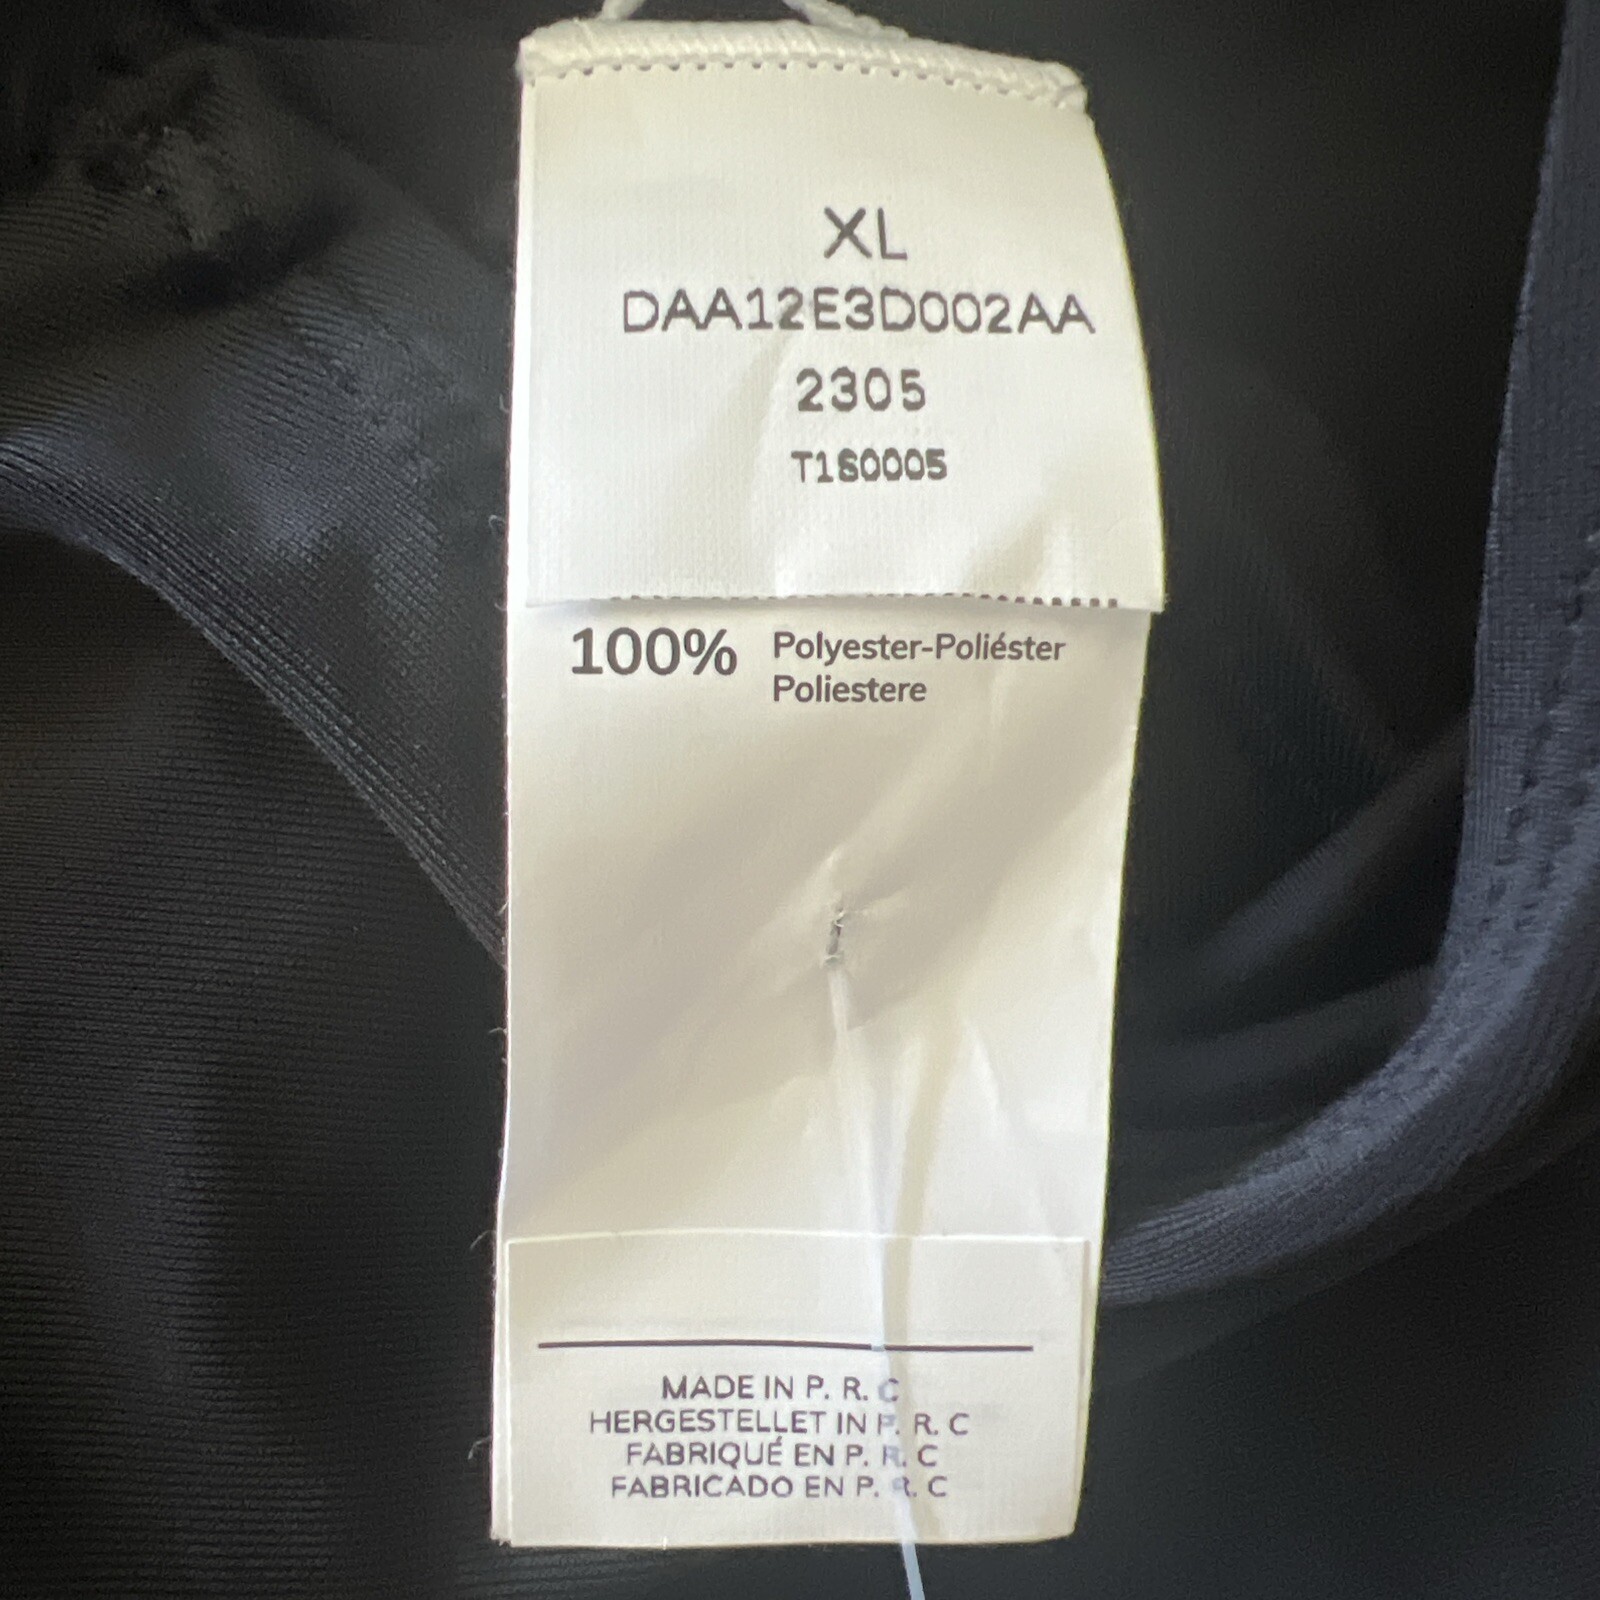 XL
DAA12E3D002AA
2305
T1S0005
100% Polyester-Poliéster
Poliestere
MADE IN P. R. C
HERGESTELLET IN P. R. C
FABRIQUÉ EN P. R. C
FABRICADO EN P. R. C